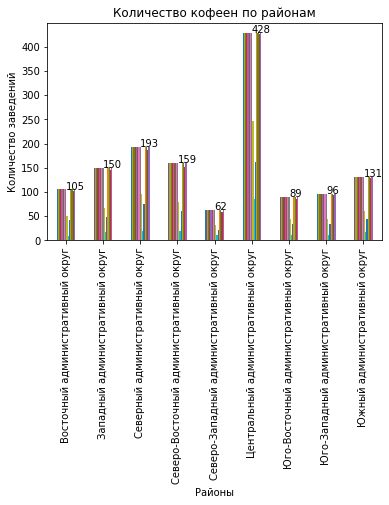 Количество кофеен по районам
Количество заведений
400
350
300
250
200
150
100
50
0
105
150
193
159
62
428
89
96
131
Восточный административный округ
Западный административный округ
Северный административный округ
Северо-Восточный административный округ
Северо-Западный административный округ
Центральный административный округ
Юго-Восточный административный округ
Юго-Западный административный округ
Южный административный округ
Районы